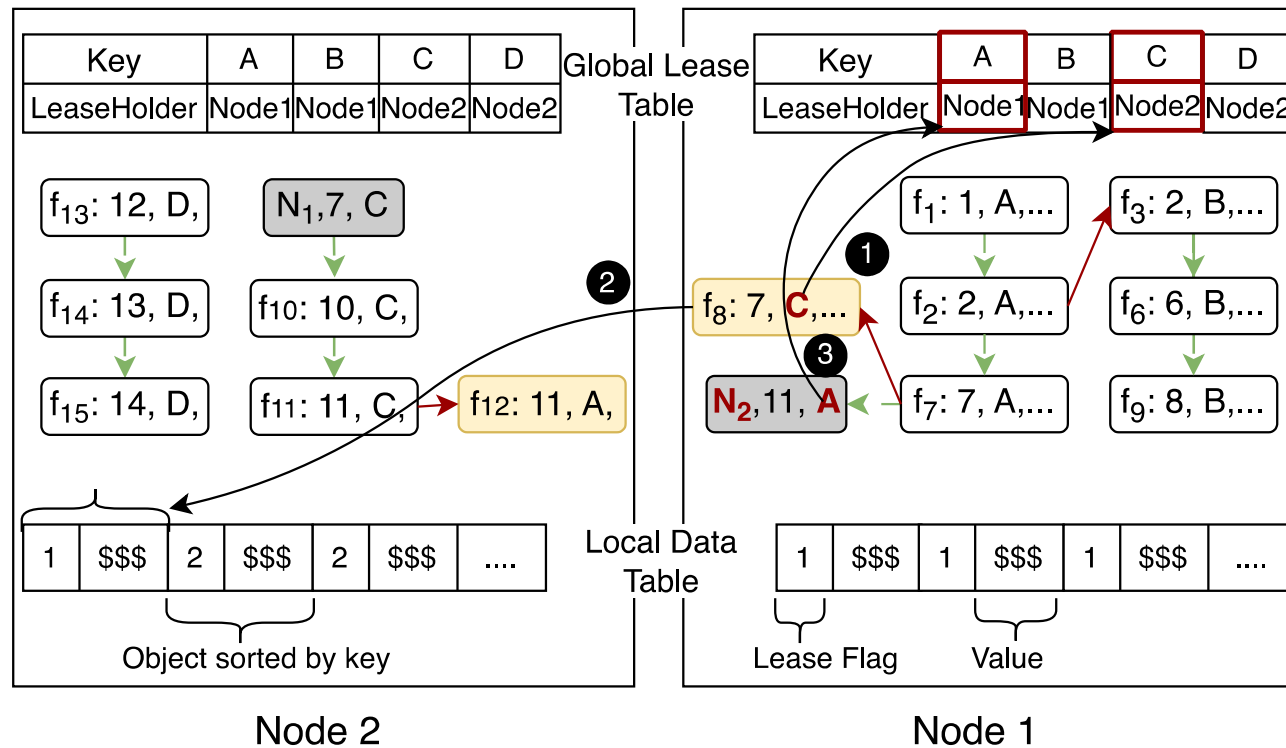 Key A B C D
LeaseHolder Node1 Node1 Node2 Node2
Global Lease
Table
Key A B C D
LeaseHolder Node1 Node1 Node2 Node2
f13: 12, D,
N1,7, C
f14: 13, D,
f10: 10, C,
f15: 14, D,
f11: 11, C,
f12: 11, A,
2
1
3
f1: 1, A,...
f3: 2, B,...
f8: 7, C,...
f2: 2, A,...
f6: 6, B,...
N2,11, A
f7: 7, A,...
f9: 8, B,...
1 $$$ 2 $$$ 2 $$$ ....
Object sorted by key
Local Data
Table
1 $$$ 1 $$$ 1 $$$ ....
Lease Flag
Value
Node 2
Node 1